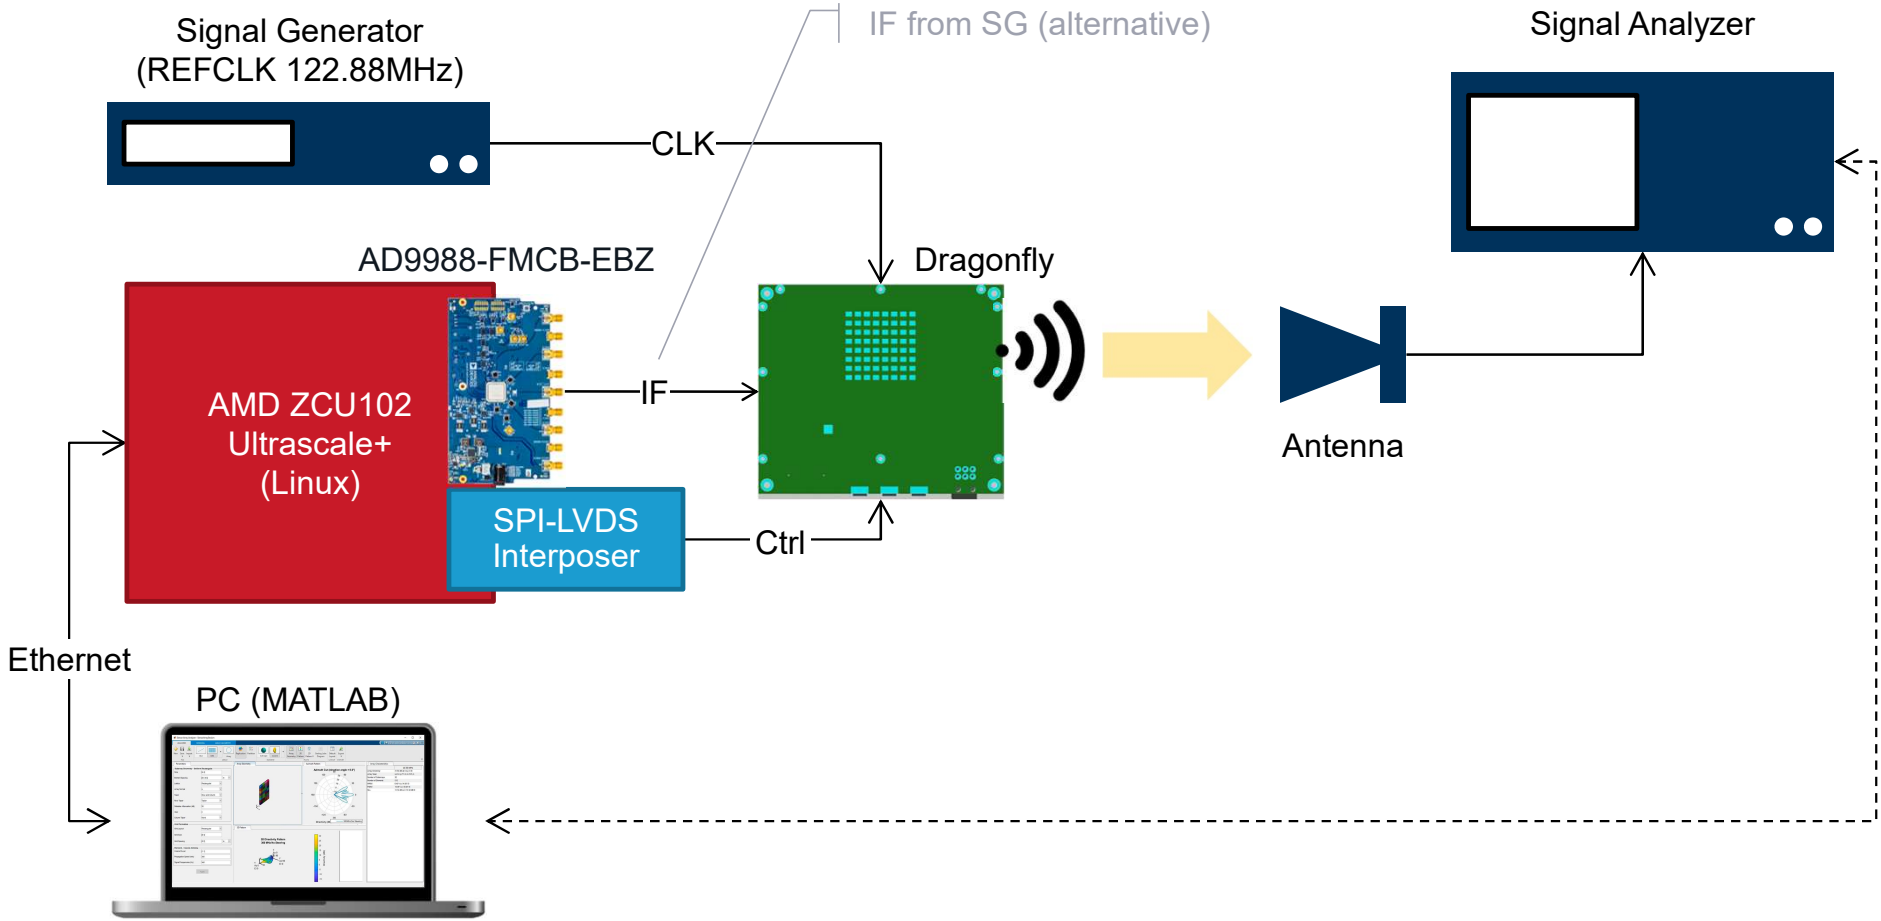 Signal Generator
(REFCLK 122.88MHz)
IF from SG (alternative)
Signal Analyzer
CLK
AD9988-FMCB-EBZ
Dragonfly
AMD ZCU102
Ultrascale+
(Linux)
IF
Antenna
SPI-LVDS
Interposer
Ctrl
Ethernet
PC (MATLAB)